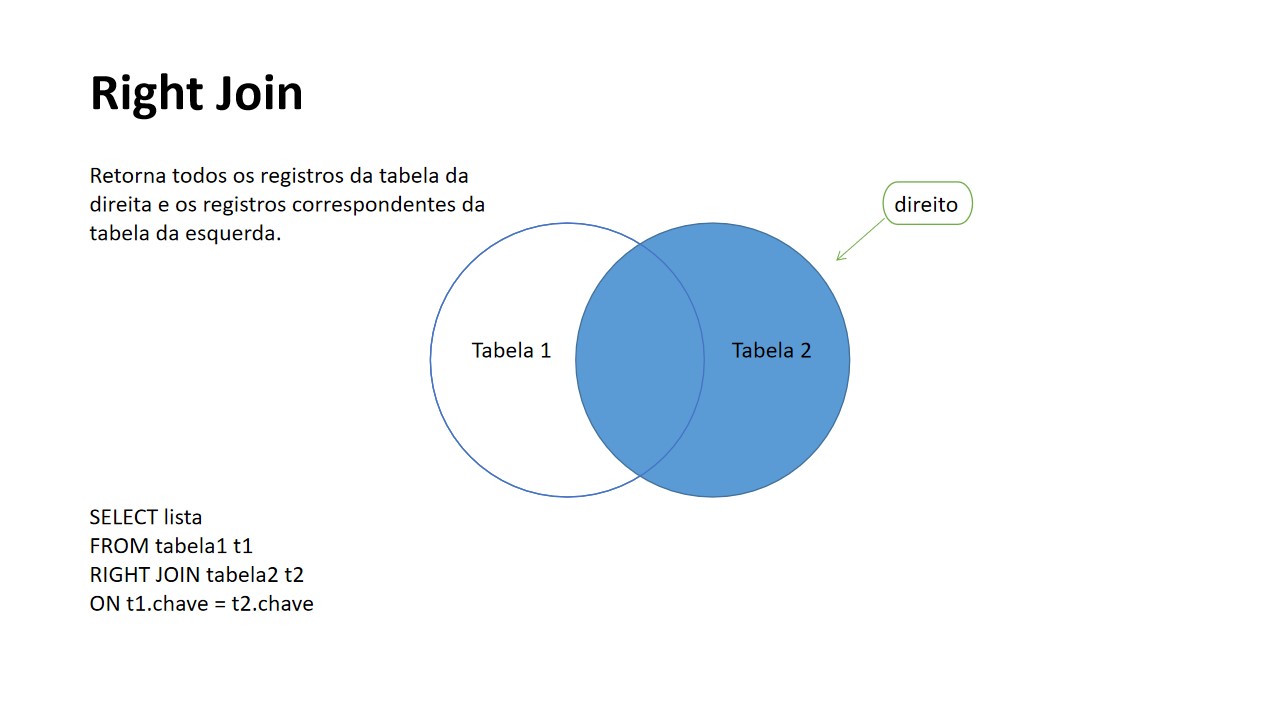 Right Join
Retorna todos os registros da tabela da
direita e os registros correspondentes da
tabela da esquerda.
direito
Tabela 1
Tabela 2
SELECT lista
FROM tabela1 t1
RIGHT JOIN tabela2 t2
ON t1.chave = t2.chave